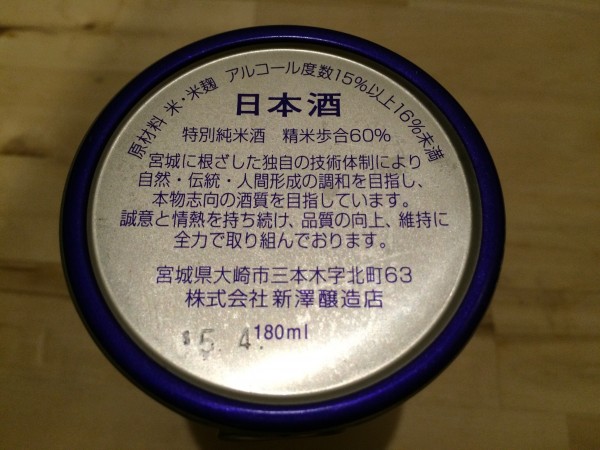 原材料 米・米麹 アルコール度数15%以上16%未満
日本酒
特別純米酒 精米歩合60%
宮城に根ざした独自の技術体制により
自然・伝統・人間形成の調和を目指し、
本物志向の酒質を目指しています。
誠意と情熱を持ち続け、品質の向上、維持に
全力で取り組んでおります。
宮城県大崎市三本木字北町63
株式会社新澤醸造店
180ml
15. 4.